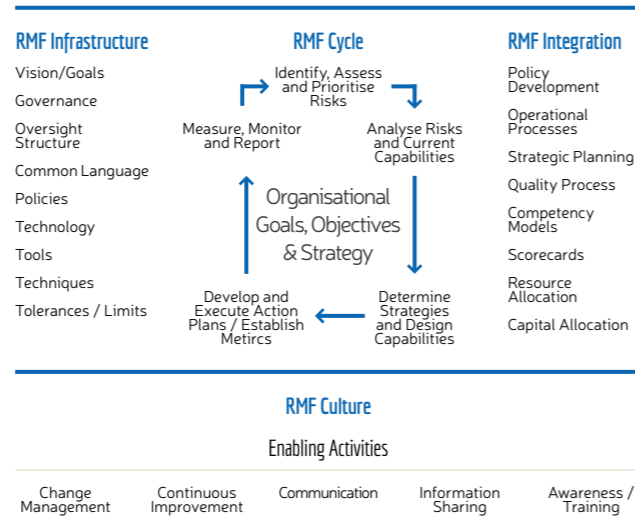 RMF Infrastructure
Vision/Goals
Governance
Oversight
Structure
Common Language
Policies
Technology
Tools
Techniques
Tolerances / Limits
RMF Cycle
Identify, Assess
and Prioritise
Risks
Analyse Risks
and Current
Capabilities
Determine
Strategies
and Design
Capabilities
Develop and
Execute Action
Plans / Establish
Metircs
Measure, Monitor
and Report
Organisational
Goals, Objectives
& Strategy
RMF Integration
Policy
Development
Operational
Processes
Strategic Planning
Quality Process
Competency
Models
Scorecards
Resource
Allocation
Capital Allocation
RMF Culture
Enabling Activities
Change
Management
Continuous
Improvement
Communication
Information
Sharing
Awareness /
Training